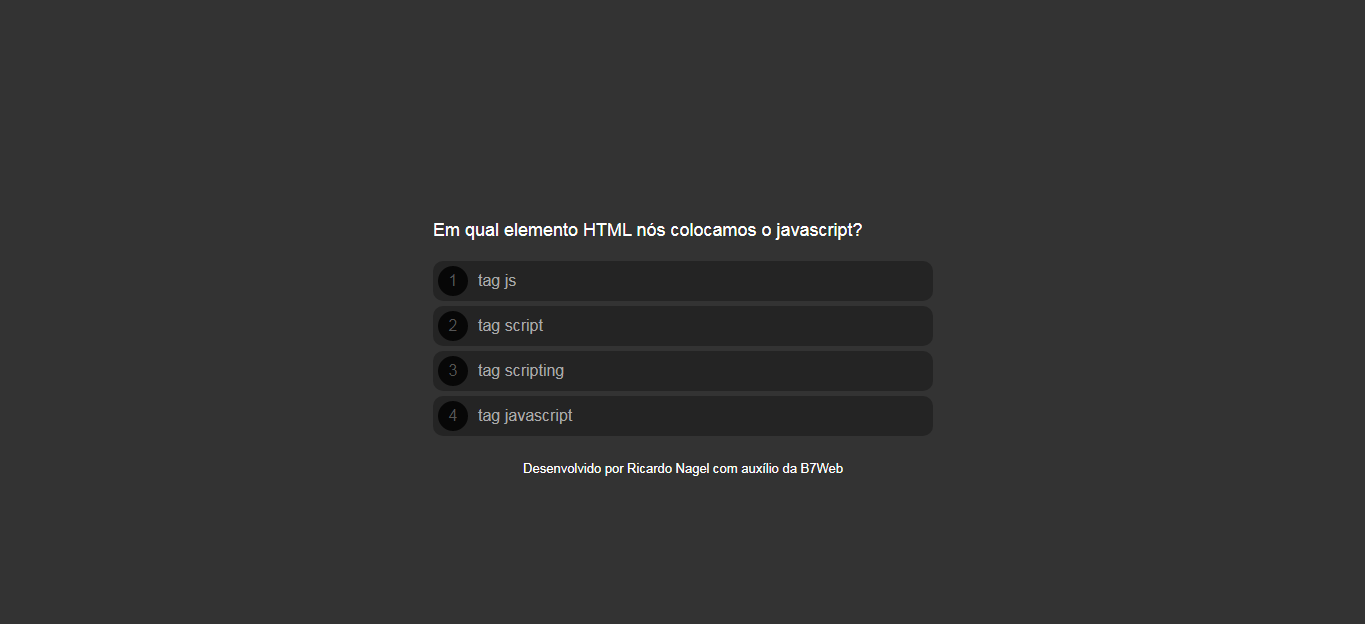 Em qual elemento HTML nós colocamos o javascript?
1 tag js
2 tag script
3 tag scripting
4 tag javascript
Desenvolvido por Ricardo Nagel com auxílio da B7Web